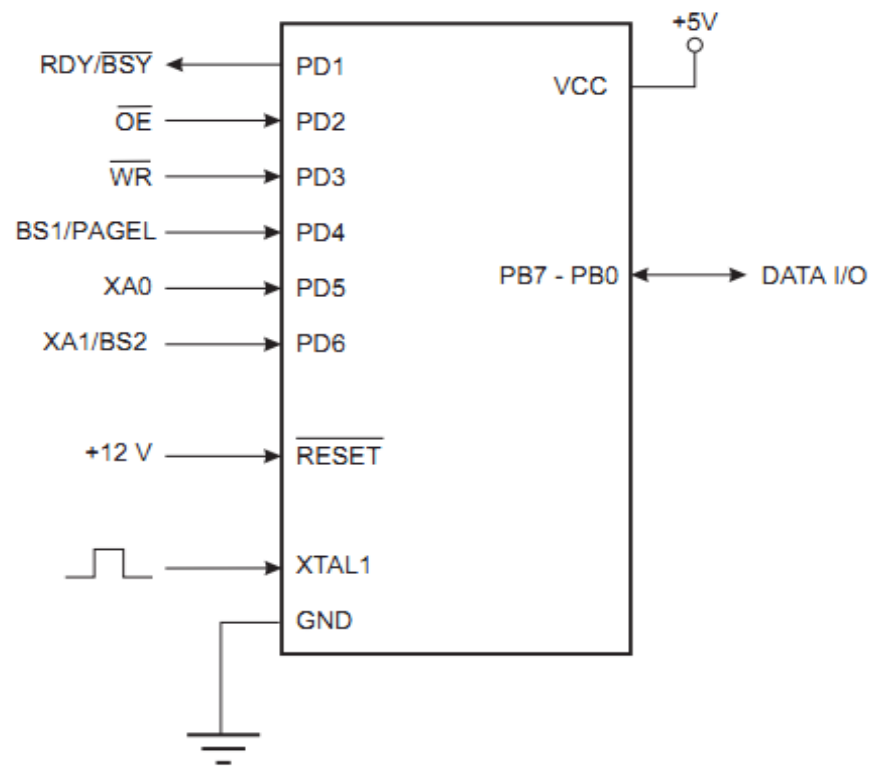 +5V
RDY/BSY PD1
VCC
OE PD2
WR PD3
BS1/PAGEL PD4
PB7 - PB0 DATA I/O
XA0 PD5
XA1/BS2 PD6
+12 V RESET
XTAL1
GND